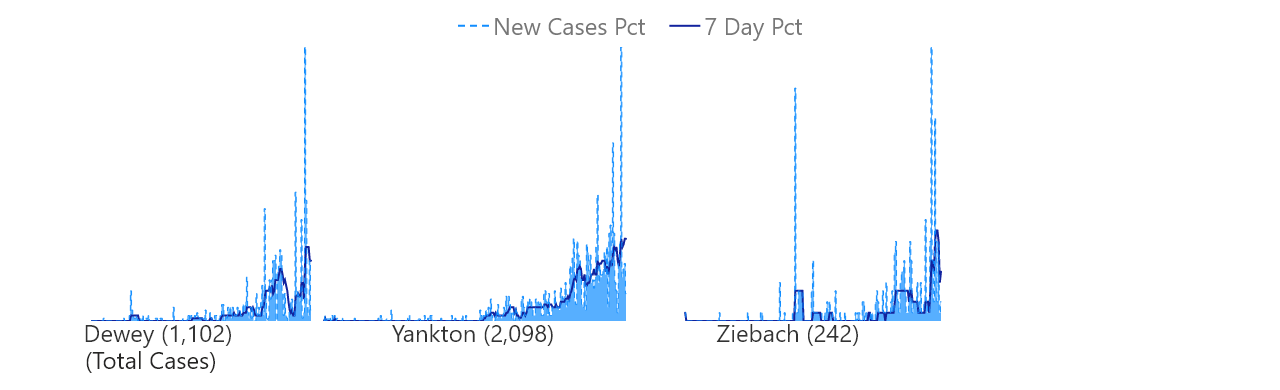 New Cases Pct 7 Day Pct
Dewey (1,102) Yankton (2,098) Ziebach (242)
(Total Cases)